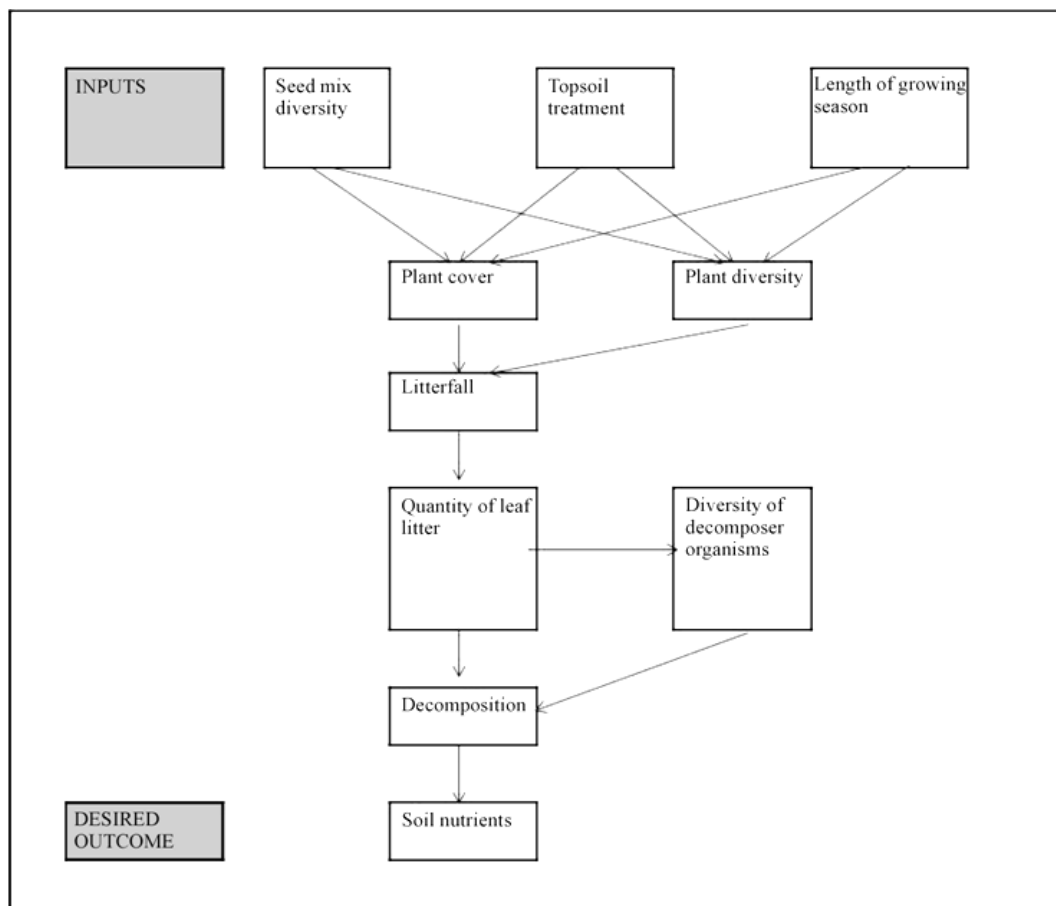 INPUTS
Seed mix
diversity
Topsoil
treatment
Length of growing
season
Plant cover
Plant diversity
Litterfall
Quantity of leaf
litter
Diversity of
decomposer
organisms
Decomposition
DESIRED
OUTCOME
Soil nutrients